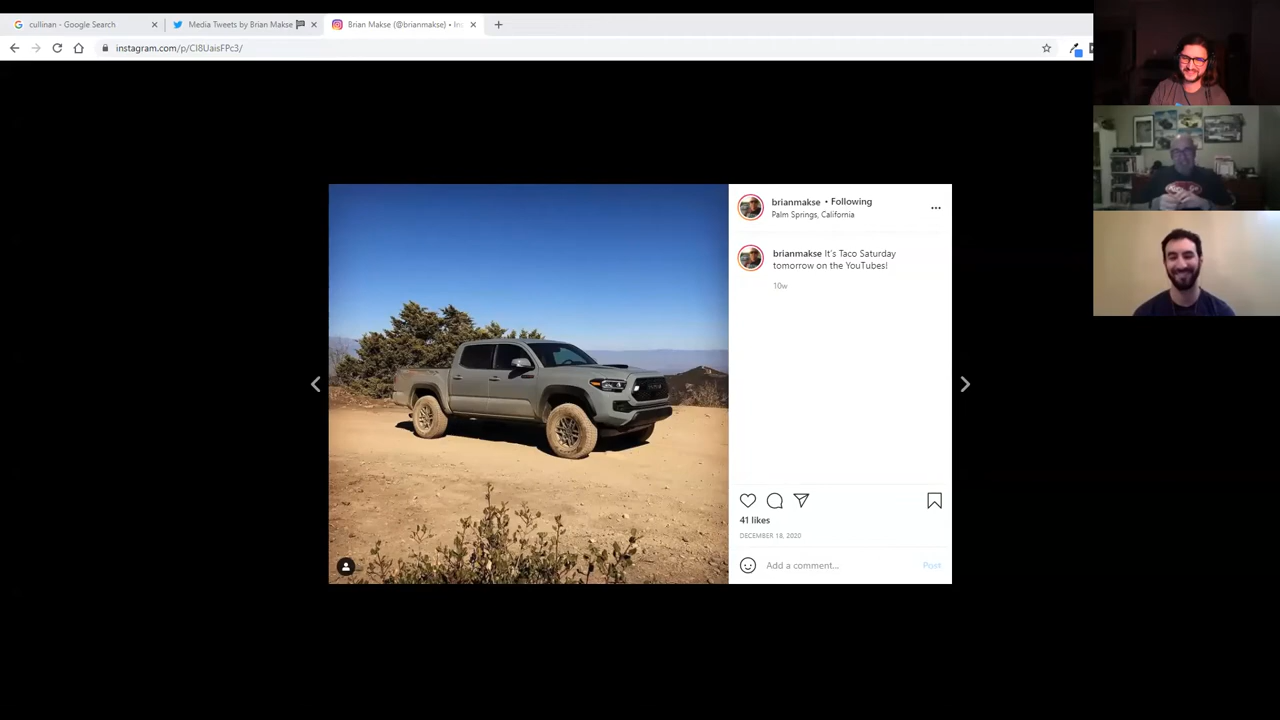 cullinan - Google Search
Media Tweets by Brian Makse
Brian Makse (@brianmakse) • In
instagram.com/p/CI8UaisFPc3/
brianmakse • Following
Palm Springs, California
brianmakse It's Taco Saturday
tomorrow on the YouTubes!
10w
41 likes
DECEMBER 18, 2020
Add a comment...
Post